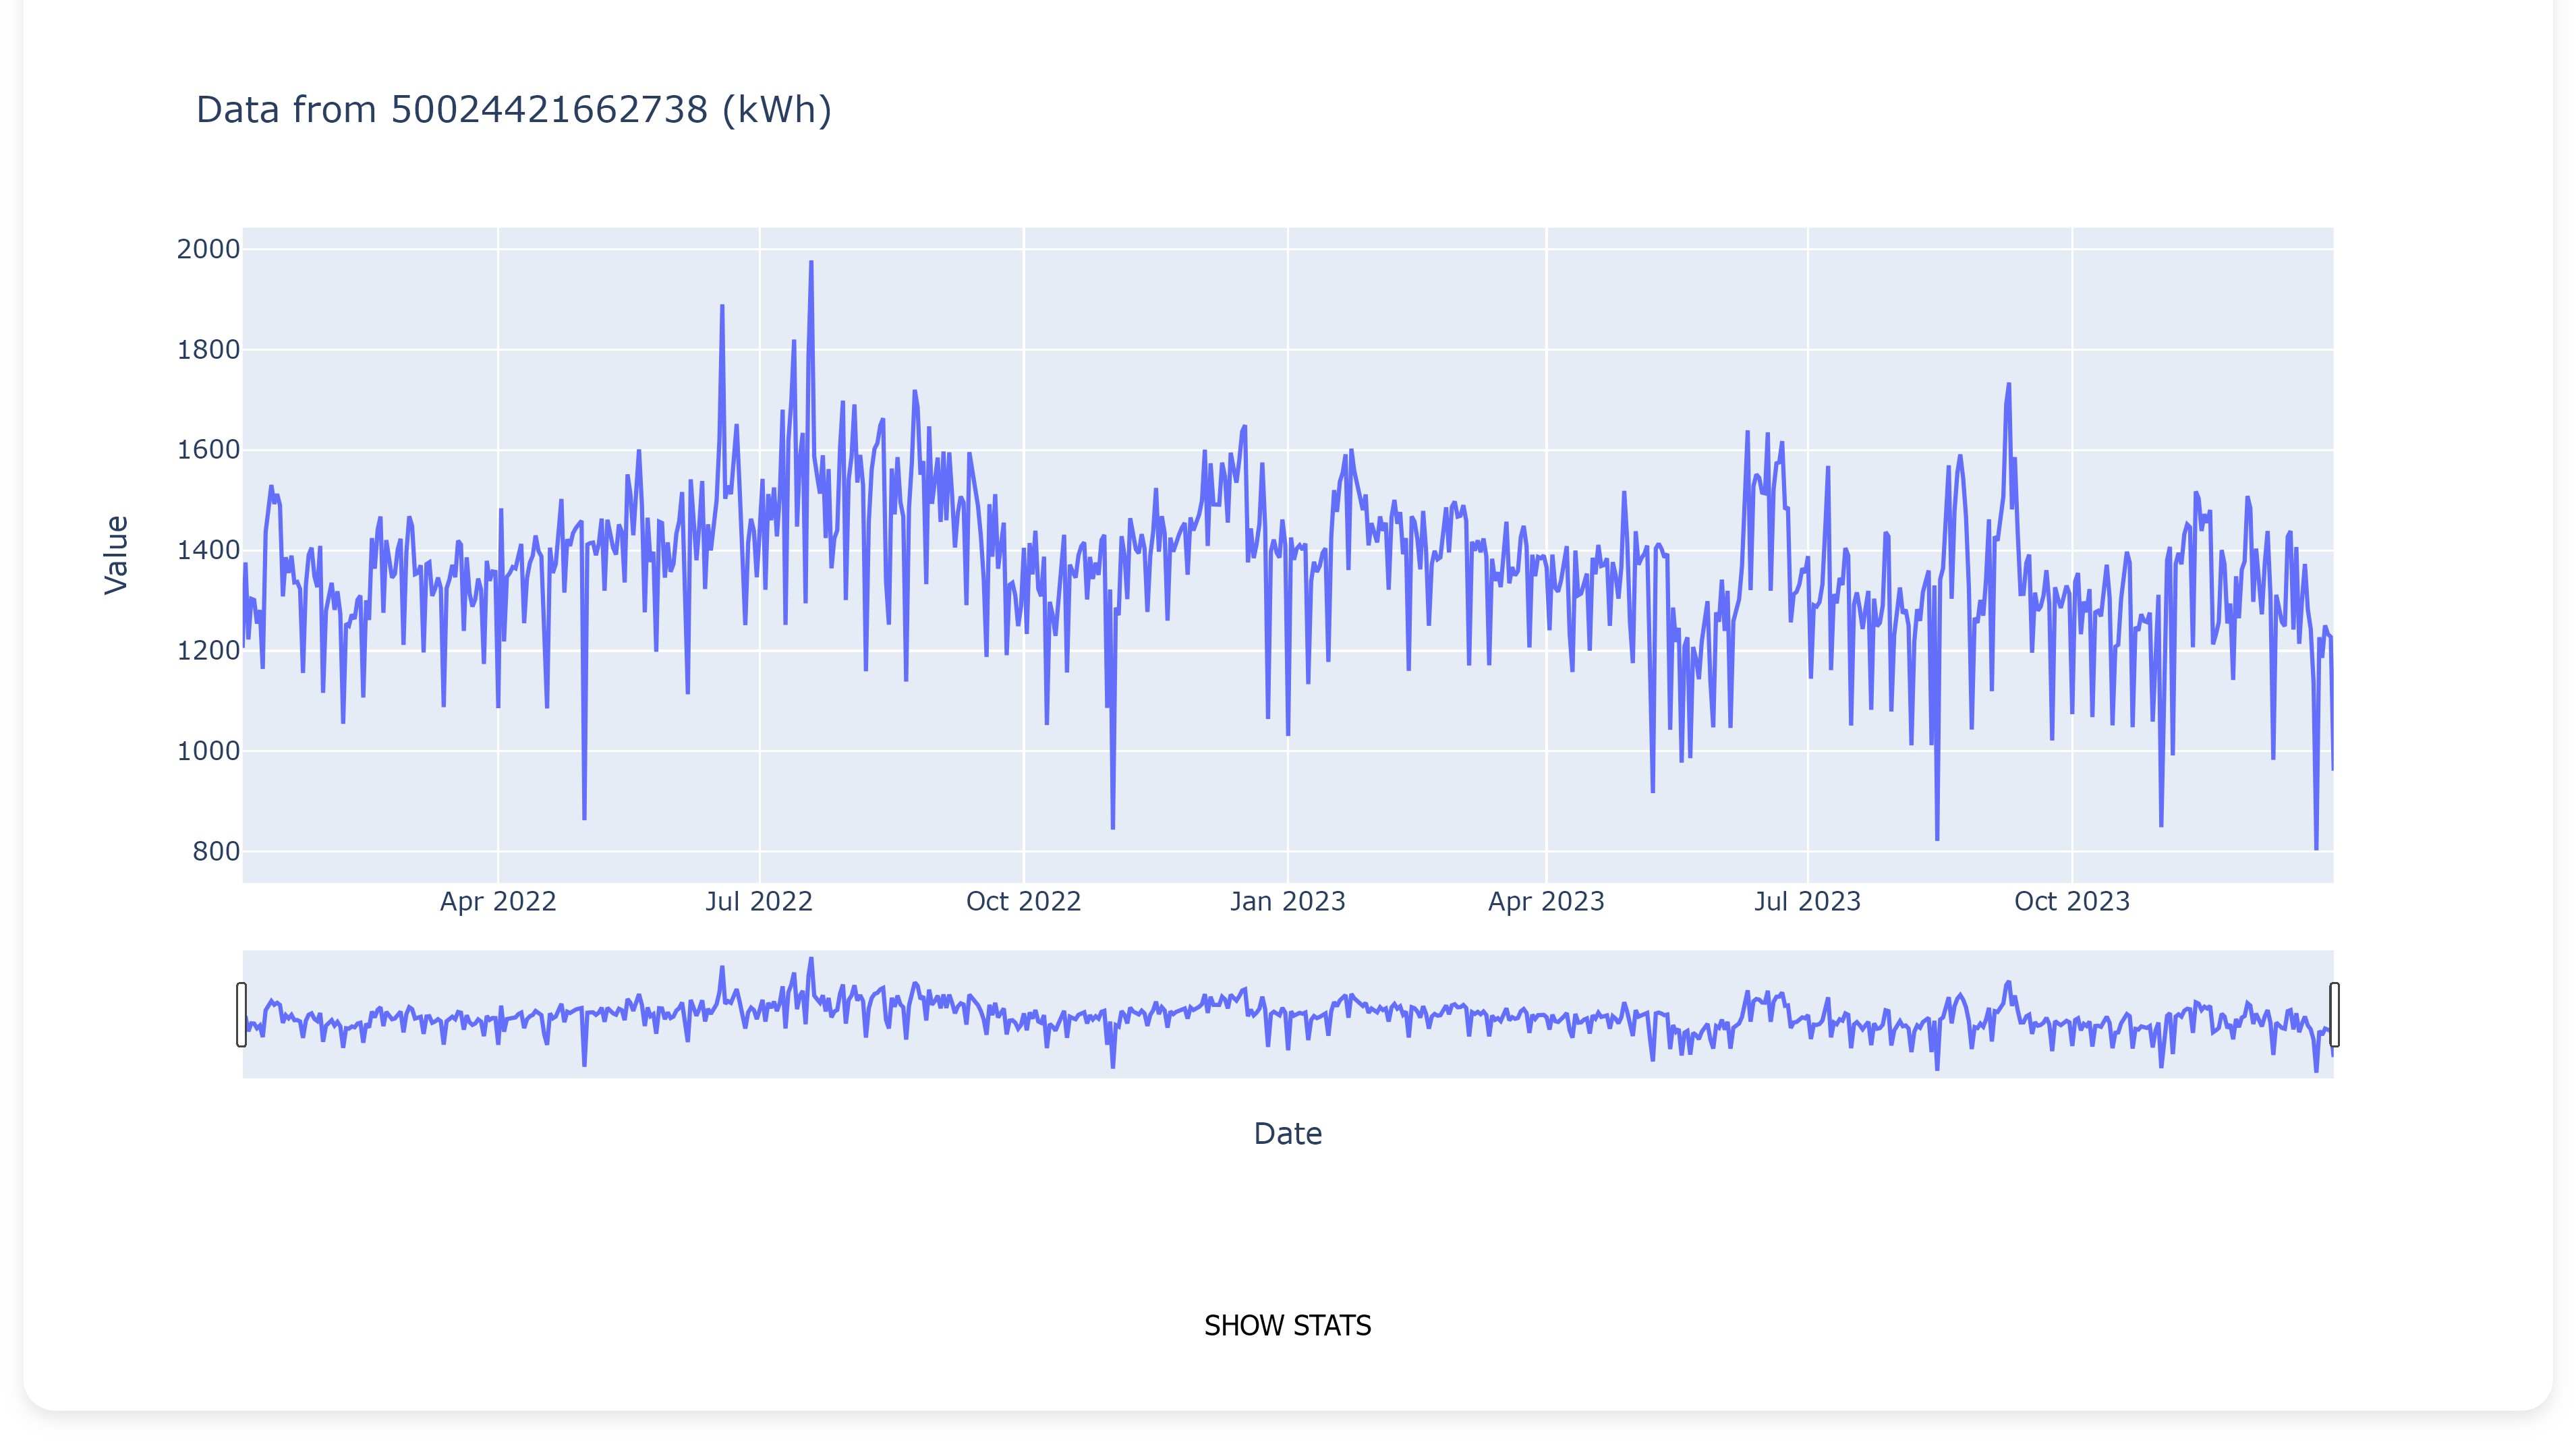 Data from 50024421662738 (kWh)
2000
1800
1600
1400
1200
1000
800
Value
Apr 2022
Jul 2022
Oct 2022
Jan 2023
Apr 2023
Jul 2023
Oct 2023
Date
SHOW STATS